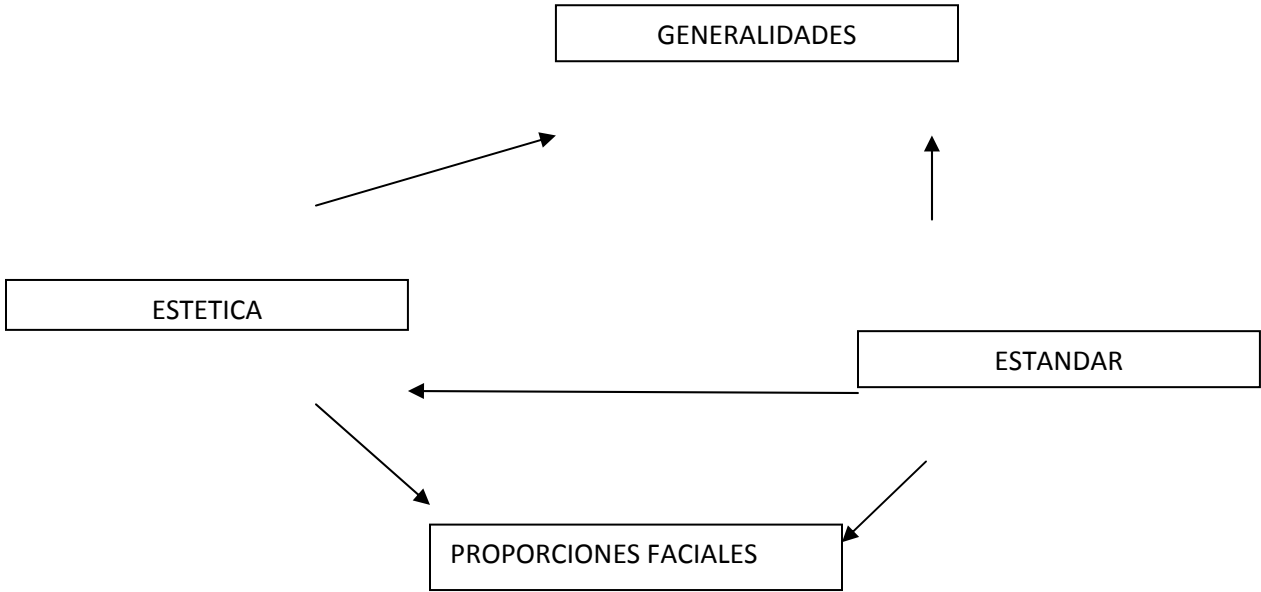 GENERALIDADES
ESTETICA
ESTANDAR
PROPORCIONES FACIALES